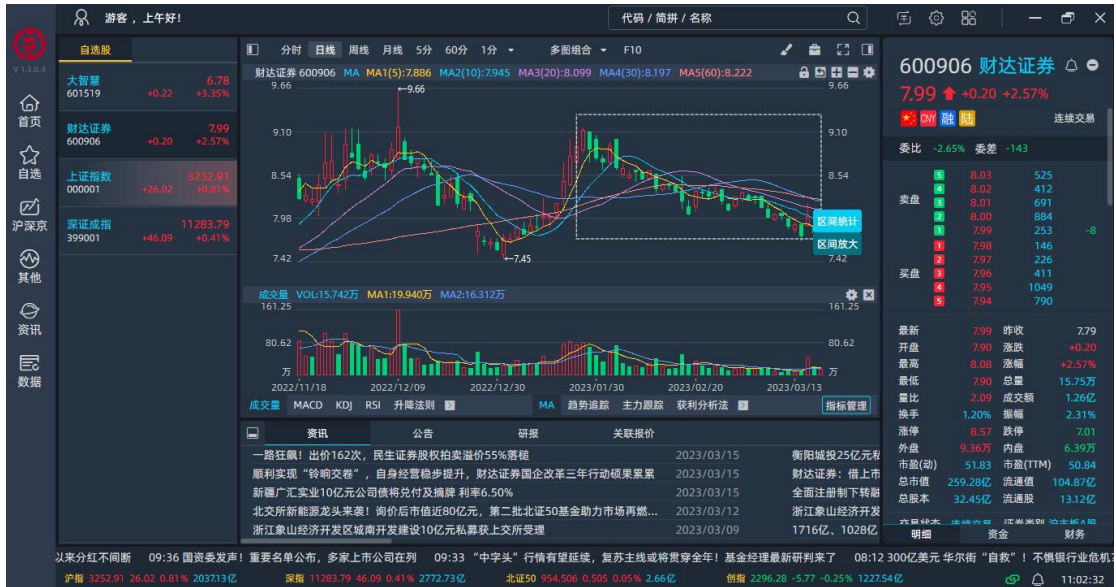 游客 ，上午好!
代码 / 简拼 / 名称
V 1.3.0.4
首页
自选
沪深京
其他
资讯
数据
自选股
大智慧 6.78
601519 +0.22 +3.35%
财达证券 7.99
600906 +0.20 +2.57%
上证指数 3252.91
000001 +26.02 +0.81%
深证成指 11283.79
399001 +46.09 +0.41%
分时 日线 周线 月线 5分 60分 1分 多图组合 F10
财达证券 600906 MA MA1(5):7.886 MA2(10):7.945 MA3(20):8.099 MA4(30):8.197 MA5(60):8.222
9.66 ←9.66 9.66
9.10 9.10
8.54 8.54
7.98 区间统计
区间放大
7.42 ←7.45 7.42
成交量 VOL:15.742万 MA1:19.940万 MA2:16.312万
161.25 161.25
80.62 80.62
万 万
2022/11/18 2022/12/09 2022/12/30 2023/01/30 2023/02/20 2023/03/13
成交量 MACD KDJ RSI 升降法则 MA 趋势追踪 主力跟踪 获利分析法 指标管理
资讯 公告 研报 关联报价
一路狂飙！出价162次，民生证券股权拍卖溢价55%落槌 2023/03/15 衡阳城投25亿元私
顺利实现“铃响交卷”，自身经营稳步提升，财达证券国企改革三年行动硕果累累 2023/03/15 财达证券：借上市
新疆广汇实业10亿元公司债将兑付及摘牌 利率6.50% 2023/03/15 全面注册制下转融
北交所新能源龙头来袭！询价后市值近80亿元，第二批北证50基金助力市场再燃... 2023/03/12 浙江象山经济开发
浙江象山经济开发区城南开发建设10亿元私募获上交所受理 2023/03/09 1716亿、1028亿
600906 财达证券
7.99 +0.20 +2.57%
CNY 融 陆 连续交易
委比 -2.65% 委差 -143
卖盘
5 8.03 525
4 8.02 412
3 8.01 691
2 8.00 884
1 7.99 253 -8
买盘
1 7.98 146
2 7.97 226
3 7.96 411
4 7.95 1049
5 7.94 790
最新 7.99 昨收 7.79
开盘 7.90 涨跌 +0.20
最高 8.08 涨幅 +2.57%
最低 7.90 总量 15.75万
量比 2.09 成交额 1.26亿
换手 1.20% 振幅 2.31%
涨停 8.57 跌停 7.01
外盘 9.36万 内盘 6.39万
市盈(动) 51.83 市盈(TTM) 50.84
总市值 259.28亿 流通值 104.87亿
总股本 32.45亿 流通股 13.12亿
交易状态 连续交易 证券类别 沪主板A股
明细 资金 财务
以来分红不间断 09:36 国资委发声！重要名单公布，多家上市公司在列 09:33 “中字头”行情有望延续，复苏主线或将贯穿全年！基金经理最新研判来了 08:12 300亿美元 华尔街“自救”！不惧银行业危机
沪指 3252.91 26.02 0.81% 2037.13亿 深指 11283.79 46.09 0.41% 2772.73亿 北证50 954.506 0.505 0.05% 2.66亿 创指 2296.28 -5.77 -0.25% 1227.54亿 11:02:32